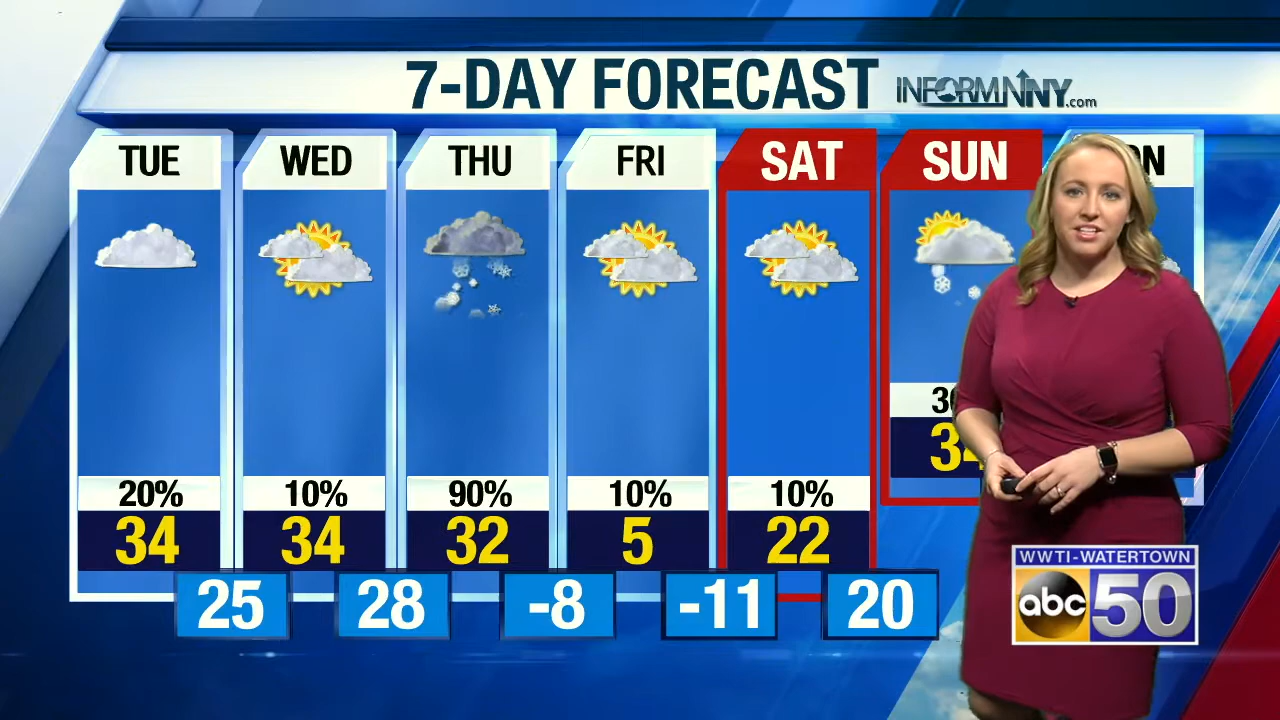 7-DAY FORECAST INFORMNNY.com
TUE WED THU FRI SAT SUN
20% 10% 90% 10% 10%
34 34 32 5 22
25 28 -8 -11 20
WWTI-WATERTOWN
abc 50